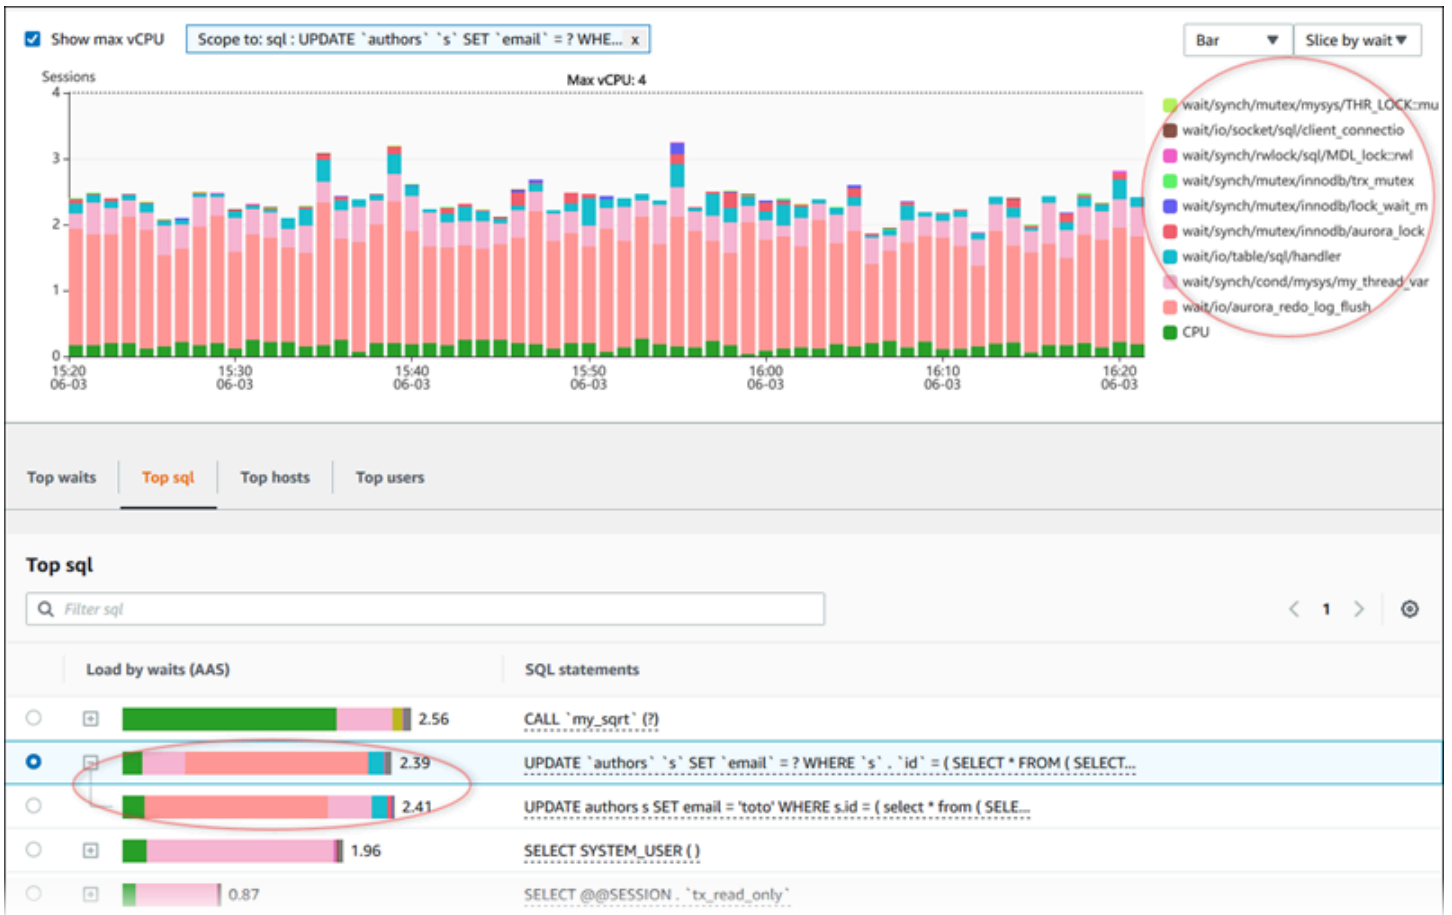 Show max vCPU
Scope to: sql : UPDATE `authors` `s` SET `email` = ? WHE... x
Bar
Slice by wait
Sessions
Max vCPU: 4
4
3
2
1
0
15:20 15:30 15:40 15:50 16:00 16:10 16:20
06-03 06-03 06-03 06-03 06-03 06-03 06-03
wait/synch/mutex/mysys/THR_LOCK::mu
wait/io/socket/sql/client_connectio
wait/synch/rwlock/sql/MDL_lock::rwl
wait/synch/mutex/innodb/trx_mutex
wait/synch/mutex/innodb/lock_wait_m
wait/synch/mutex/innodb/aurora_lock
wait/io/table/sql/handler
wait/synch/cond/mysys/my_thread_var
wait/io/aurora_redo_log_flush
CPU
Top waits Top sql Top hosts Top users
Top sql
Filter sql
1
Load by waits (AAS) SQL statements
2.56 CALL `my_sqrt` (?)
2.39 UPDATE `authors` `s` SET `email` = ? WHERE `s` . `id` = ( SELECT * FROM ( SELECT...
2.41 UPDATE authors s SET email = 'toto' WHERE s.id = ( select * from ( SELE...
1.96 SELECT SYSTEM_USER ( )
0.87 SELECT @@SESSION . `tx_read_only`